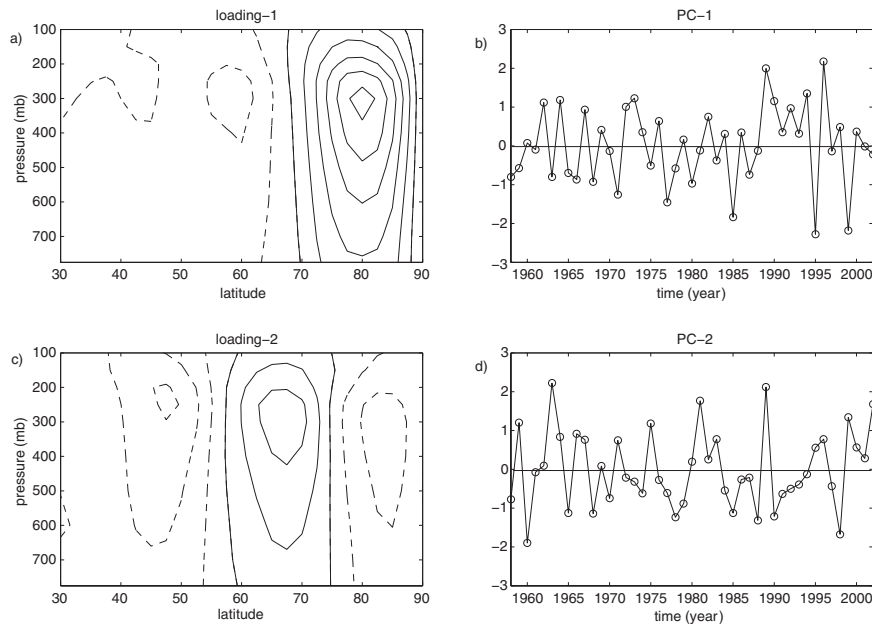 loading−1
a)
100
200
300
400
500
600
700
pressure (mb)
30 40 50 60 70 80 90
latitude
PC−1
b)
3
2
1
0
−1
−2
−3
1960 1965 1970 1975 1980 1985 1990 1995 2000
time (year)
loading−2
c)
100
200
300
400
500
600
700
pressure (mb)
30 40 50 60 70 80 90
latitude
PC−2
d)
3
2
1
0
−1
−2
−3
1960 1965 1970 1975 1980 1985 1990 1995 2000
time (year)